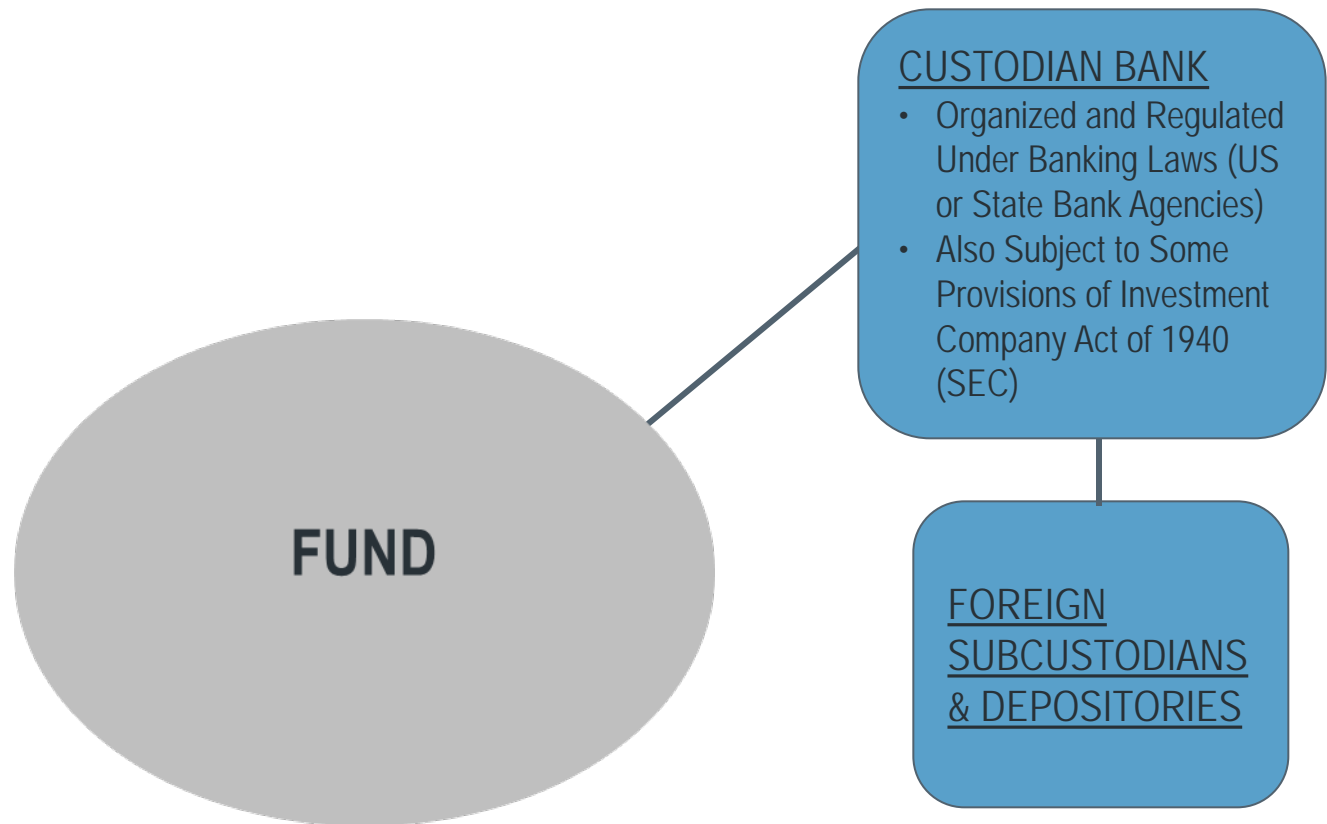 CUSTODIAN BANK
• Organized and Regulated
Under Banking Laws (US
or State Bank Agencies)
• Also Subject to Some
Provisions of Investment
Company Act of 1940
(SEC)
FUND
FOREIGN
SUBCUSTODIANS
& DEPOSITORIES